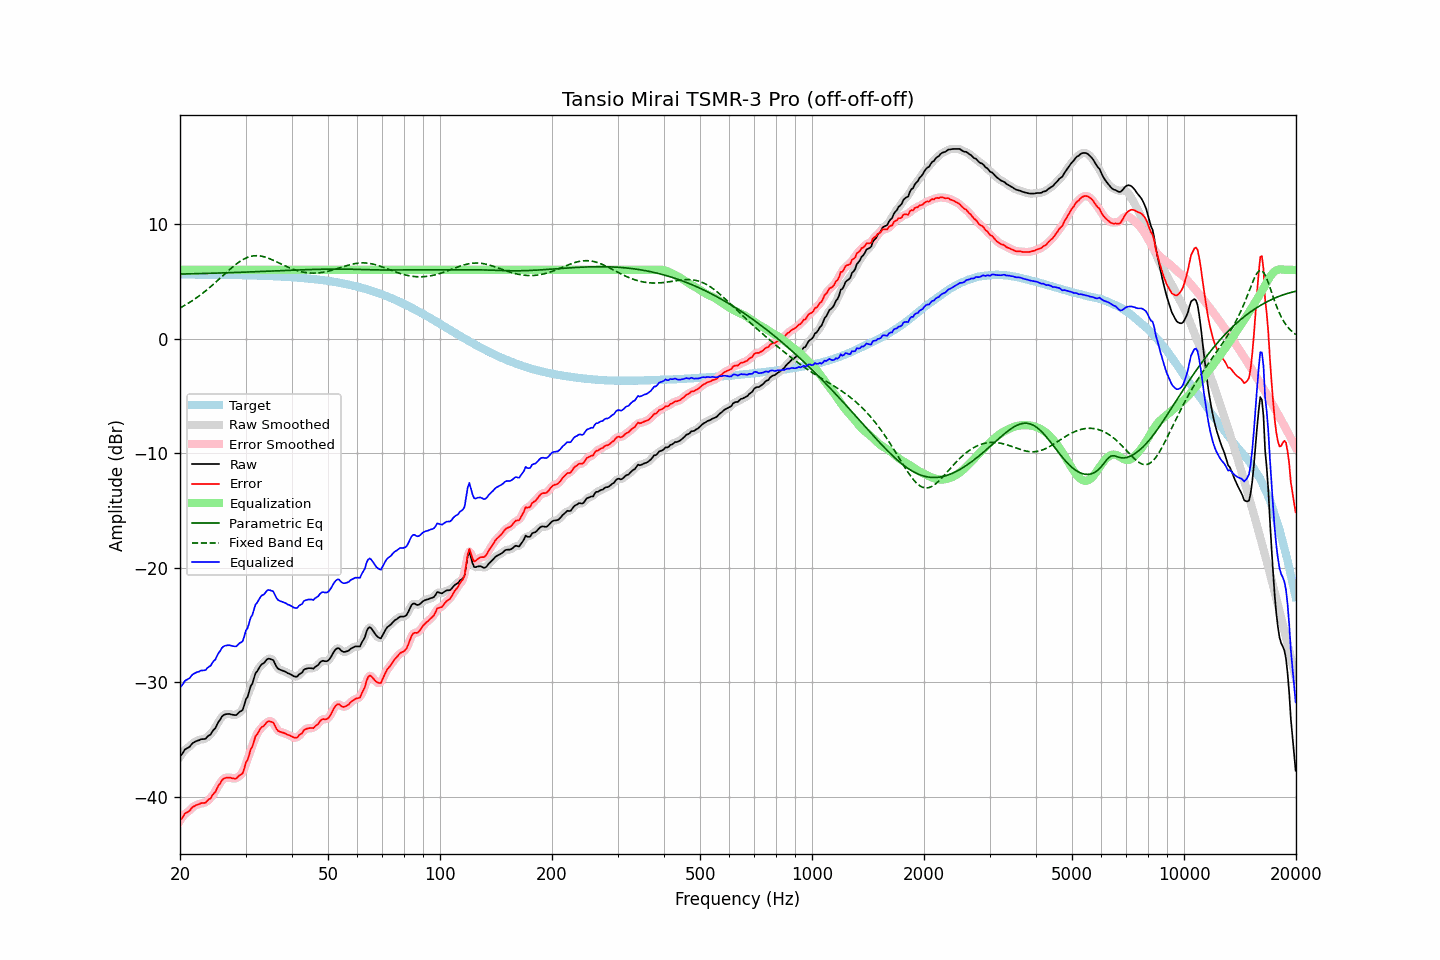 Tansio Mirai TSMR-3 Pro (off-off-off)
Amplitude (dBr)
10
0
−10
−20
−30
−40
Target
Raw Smoothed
Error Smoothed
Raw
Error
Equalization
Parametric Eq
Fixed Band Eq
Equalized
20 50 100 200 500 1000 2000 5000 10000 20000
Frequency (Hz)